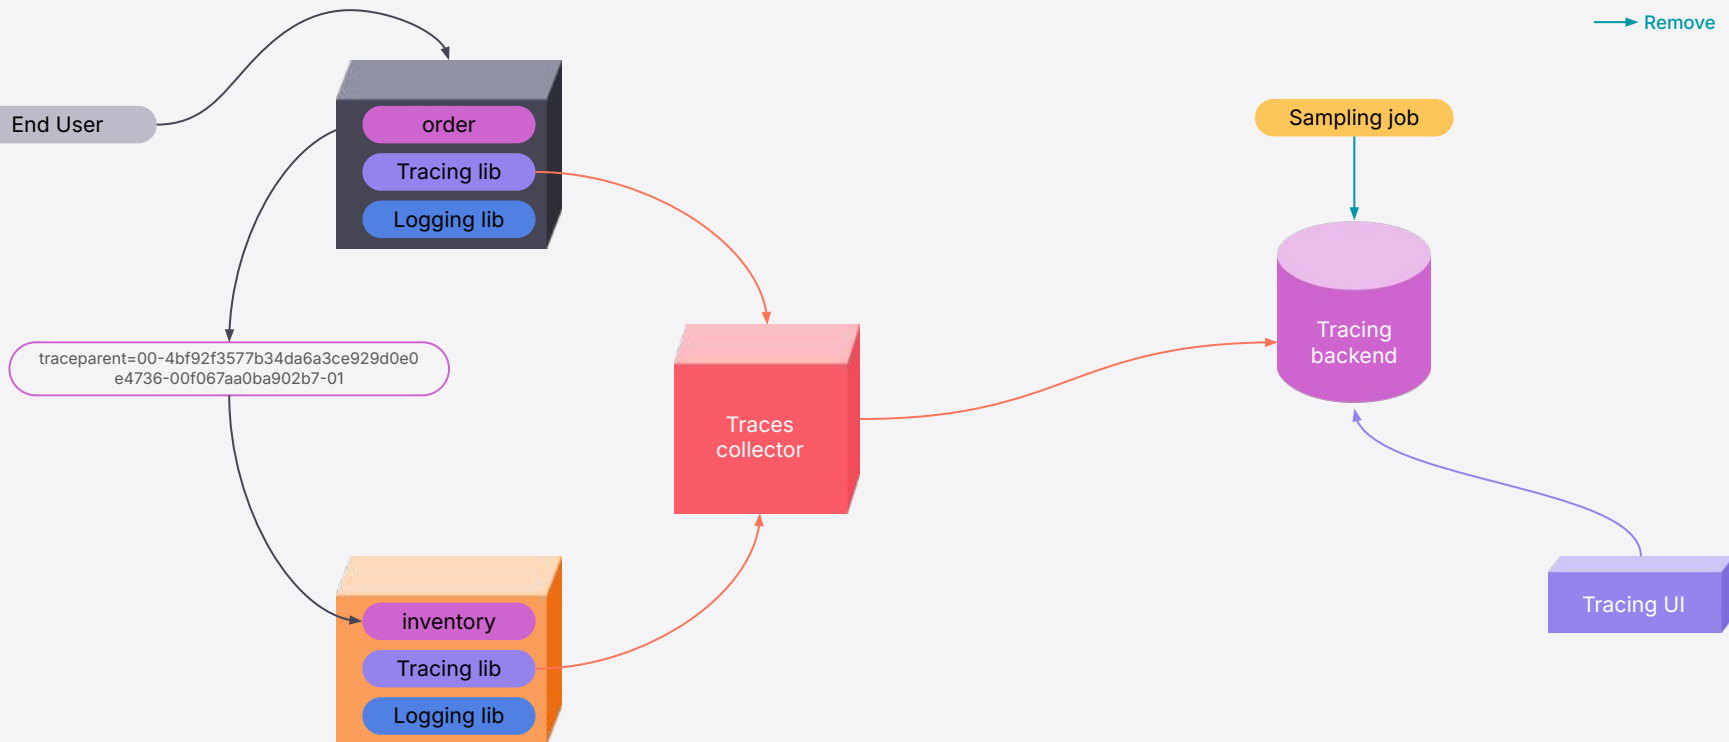 Remove
End User
order
Tracing lib
Logging lib
Sampling job
traceparent=00-4bf92f3577b34da6a3ce929d0e0
e4736-00f067aa0ba902b7-01
Tracing
backend
Traces
collector
Tracing UI
inventory
Tracing lib
Logging lib